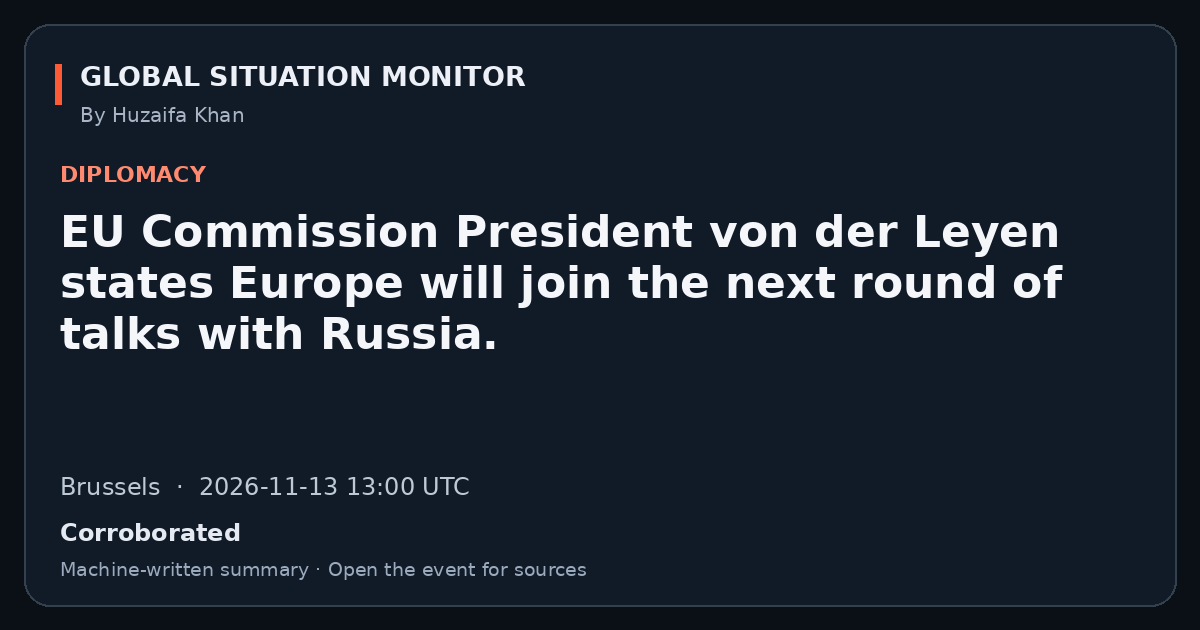 GLOBAL SITUATION MONITOR
By Huzaifa Khan
DIPLOMACY
EU Commission President von der Leyen
states Europe will join the next round of
talks with Russia.
Brussels · 2026-11-13 13:00 UTC
Corroborated
Machine-written summary · Open the event for sources